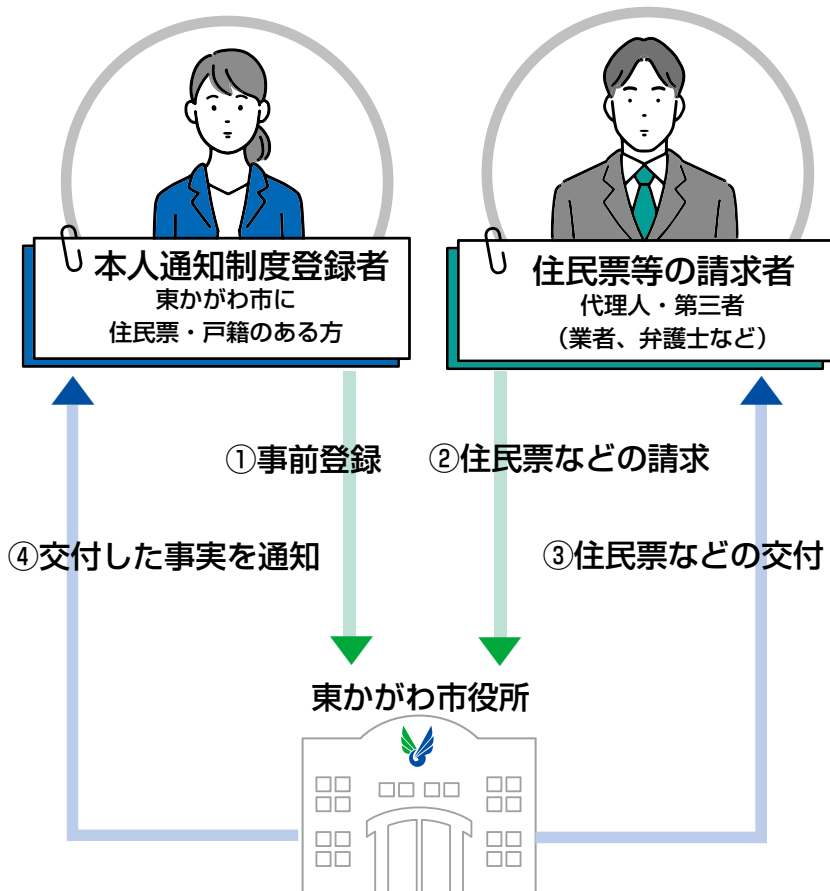 本人通知制度登録者
東かがわ市に
住民票・戸籍のある方
住民票等の請求者
代理人・第三者
（業者、弁護士など）
①事前登録
②住民票などの請求
④交付した事実を通知
③住民票などの交付
東かがわ市役所